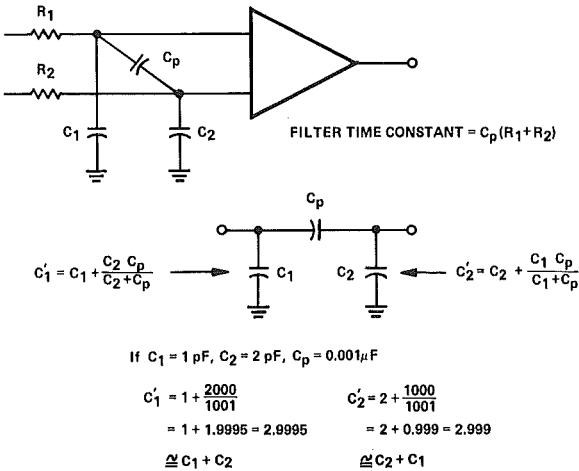 R1
R2
Cp
C1
C2
FILTER TIME CONSTANT = Cp(R1+R2)
Cp
C'1 = C1 + C2 Cp / C2+Cp
C1
C2
C'2 = C2 + C1 Cp / C1+Cp
If C1 = 1 pF, C2 = 2 pF, Cp = 0.001μF
C'1 = 1 + 2000 / 1001
C'2 = 2 + 1000 / 1001
= 1 + 1.9995 = 2.9995
= 2 + 0.999 = 2.999
≅ C1 + C2
≅ C2 + C1